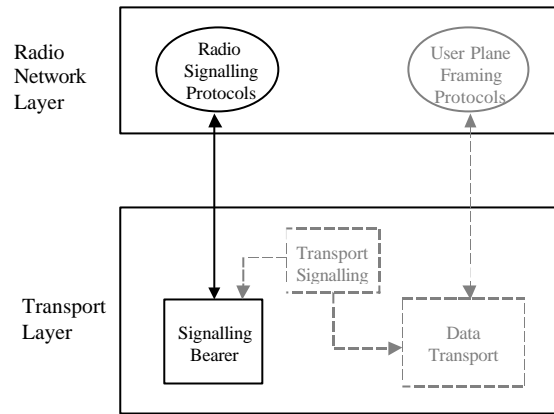 Radio
Network
Layer
Radio
Signalling
Protocols
User Plane
Framing
Protocols
Transport
Layer
Transport
Signalling
Signalling
Bearer
Data
Transport